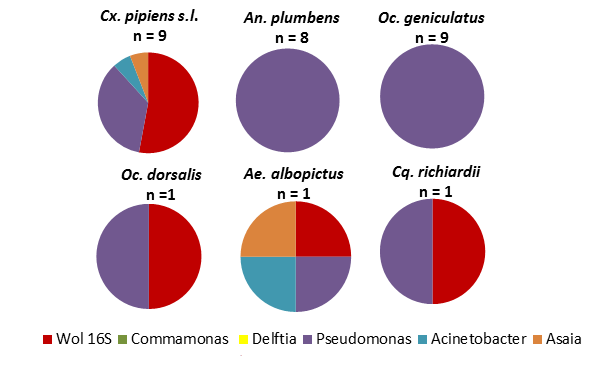 Cx. pipiens s.l.
n = 9
An. plumbens
n = 8
Oc. geniculatus
n = 9
Oc. dorsalis
n =1
Ae. albopictus
n = 1
Cq. richiardii
n = 1
Wol 16S Commamonas Delftia Pseudomonas Acinetobacter Asaia